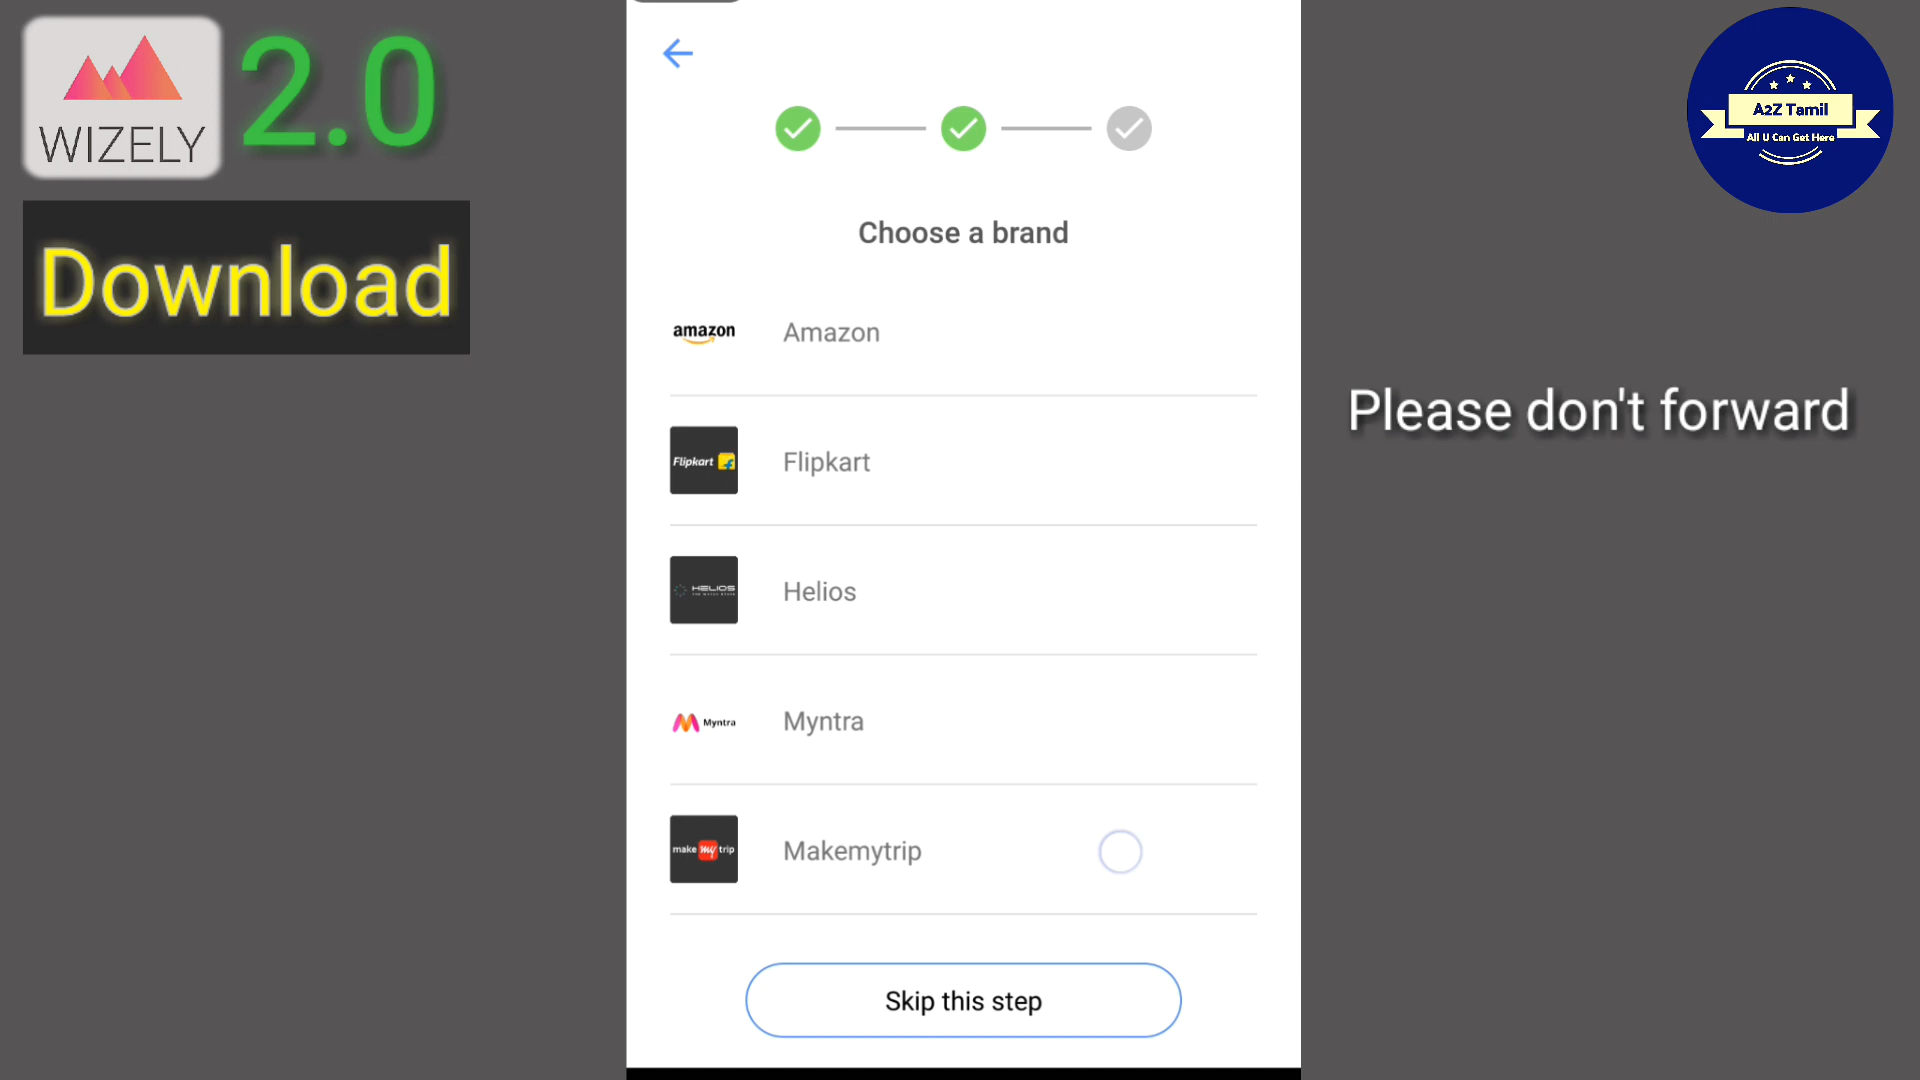 WIZELY
2.0
Download
A2Z Tamil
All U Can Get Here
Please don't forward
Choose a brand
amazon
Amazon
Flipkart
Flipkart
HELIOS
Helios
Myntra
Myntra
make my trip
Makemytrip
Skip this step